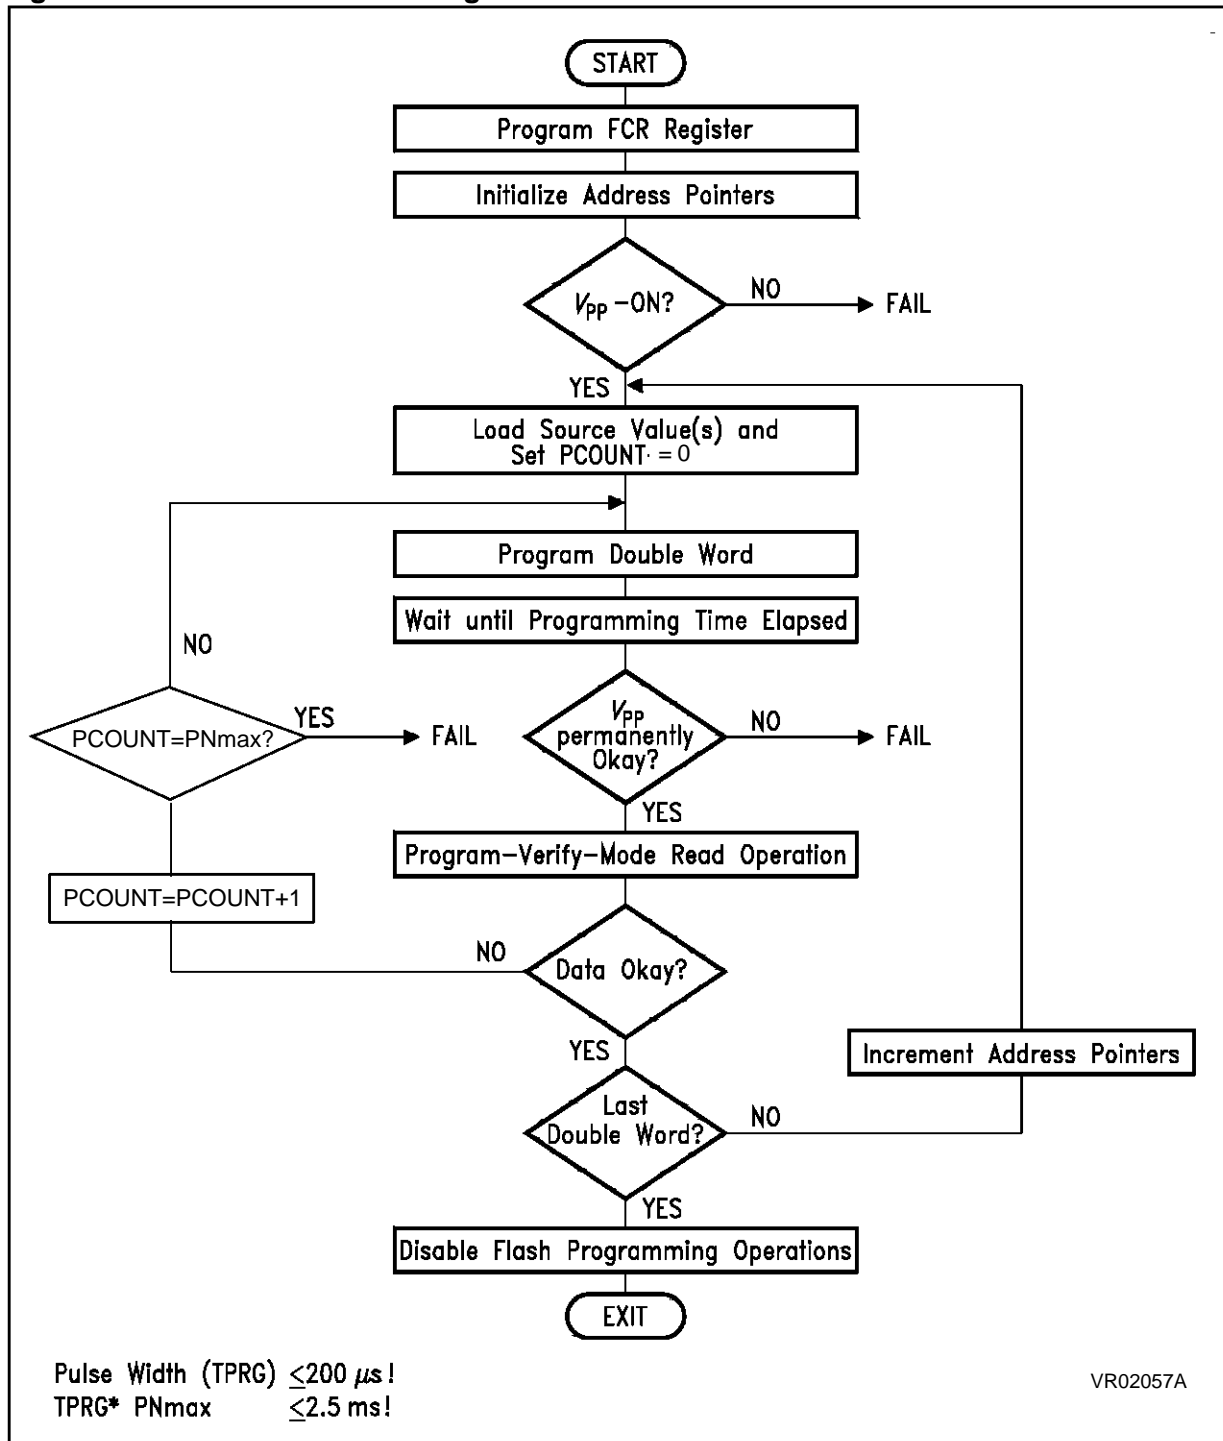 START
Program FCR Register
Initialize Address Pointers
VPP -ON?
NO
FAIL
YES
Load Source Value(s) and
Set PCOUNT = 0
Program Double Word
Wait until Programming Time Elapsed
NO
PCOUNT=PNmax?
YES
FAIL
VPP
permanently
Okay?
NO
FAIL
YES
Program-Verify-Mode Read Operation
PCOUNT=PCOUNT+1
NO
Data Okay?
YES
Increment Address Pointers
Last
Double Word?
NO
YES
Disable Flash Programming Operations
EXIT
Pulse Width (TPRG) ≤200 µs!
TPRG* PNmax ≤2.5 ms!
VR02057A